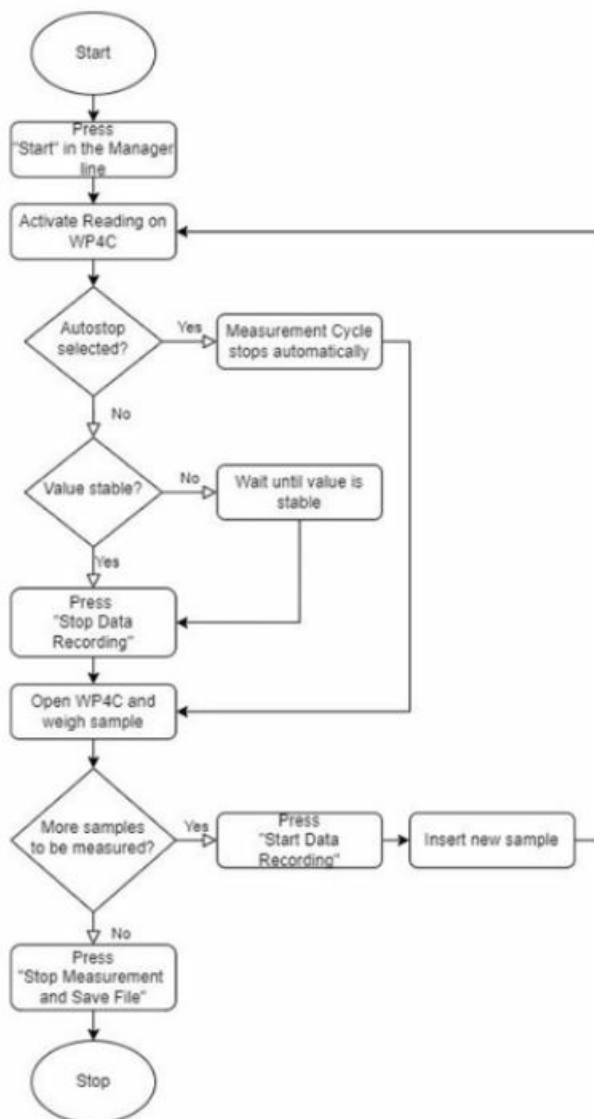 Start
Press
"Start" in the Manager
line
Activate Reading on
WP4C
Autostop
selected?
Yes
Measurement Cycle
stops automatically
No
Value stable?
No
Wait until value is
stable
Yes
Press
"Stop Data
Recording"
Open WP4C and
weigh sample
More samples
to be measured?
Yes
Press
"Start Data
Recording"
Insert new sample
No
Press
"Stop Measurement
and Save File"
Stop